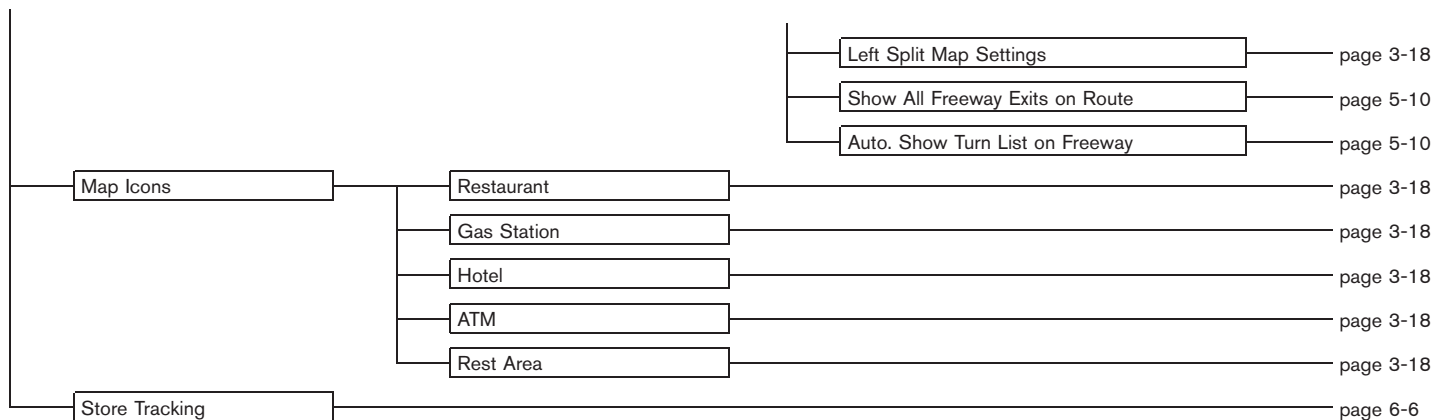 Left Split Map Settings page 3-18
Show All Freeway Exits on Route page 5-10
Auto. Show Turn List on Freeway page 5-10
Map Icons Restaurant page 3-18
Gas Station page 3-18
Hotel page 3-18
ATM page 3-18
Rest Area page 3-18
Store Tracking page 6-6